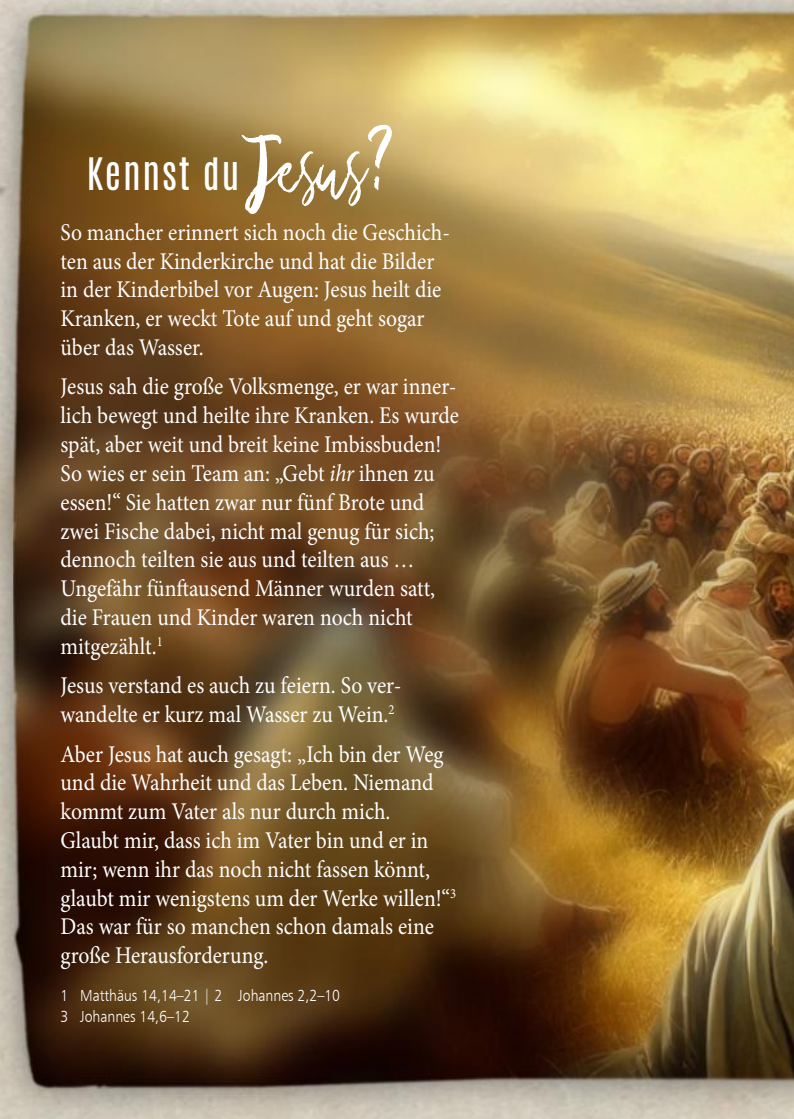 Kennst du Jesus?
So mancher erinnert sich noch die Geschich-
ten aus der Kinderkirche und hat die Bilder
in der Kinderbibel vor Augen: Jesus heilt die
Kranken, er weckt Tote auf und geht sogar
über das Wasser.
Jesus sah die große Volksmenge, er war inner-
lich bewegt und heilte ihre Kranken. Es wurde
spät, aber weit und breit keine Imbissbuden!
So wies er sein Team an: „Gebt ihr ihnen zu
essen!“ Sie hatten zwar nur fünf Brote und
zwei Fische dabei, nicht mal genug für sich;
dennoch teilten sie aus und teilten aus …
Ungefähr fünftausend Männer wurden satt,
die Frauen und Kinder waren noch nicht
mitgezählt.¹
Jesus verstand es auch zu feiern. So ver-
wandelte er kurz mal Wasser zu Wein.²
Aber Jesus hat auch gesagt: „Ich bin der Weg
und die Wahrheit und das Leben. Niemand
kommt zum Vater als nur durch mich.
Glaubt mir, dass ich im Vater bin und er in
mir; wenn ihr das noch nicht fassen könnt,
glaubt mir wenigstens um der Werke willen!“³
Das war für so manchen schon damals eine
große Herausforderung.
1 Matthäus 14,14–21 | 2 Johannes 2,2–10
3 Johannes 14,6–12